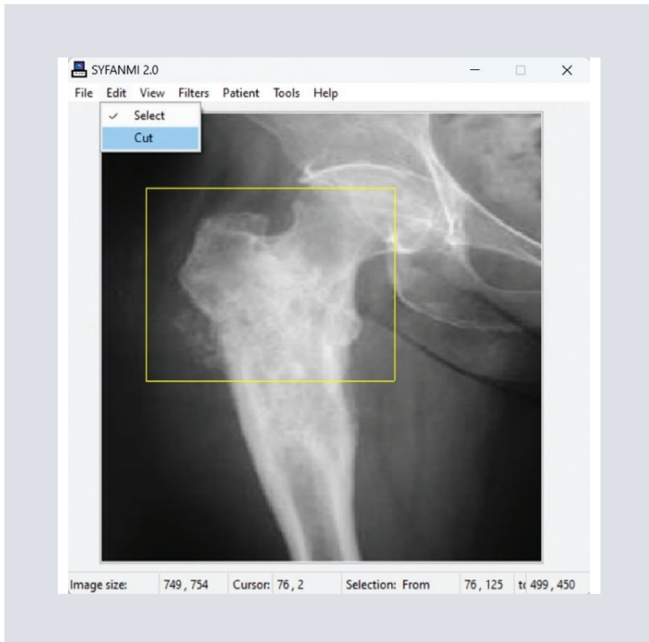 SYFANMI 2.0
File Edit View Filters Patient Tools Help
✓ Select
Cut
Image size: 749 , 754 Cursor: 76 , 2 Selection: From 76 , 125 to 499 , 450